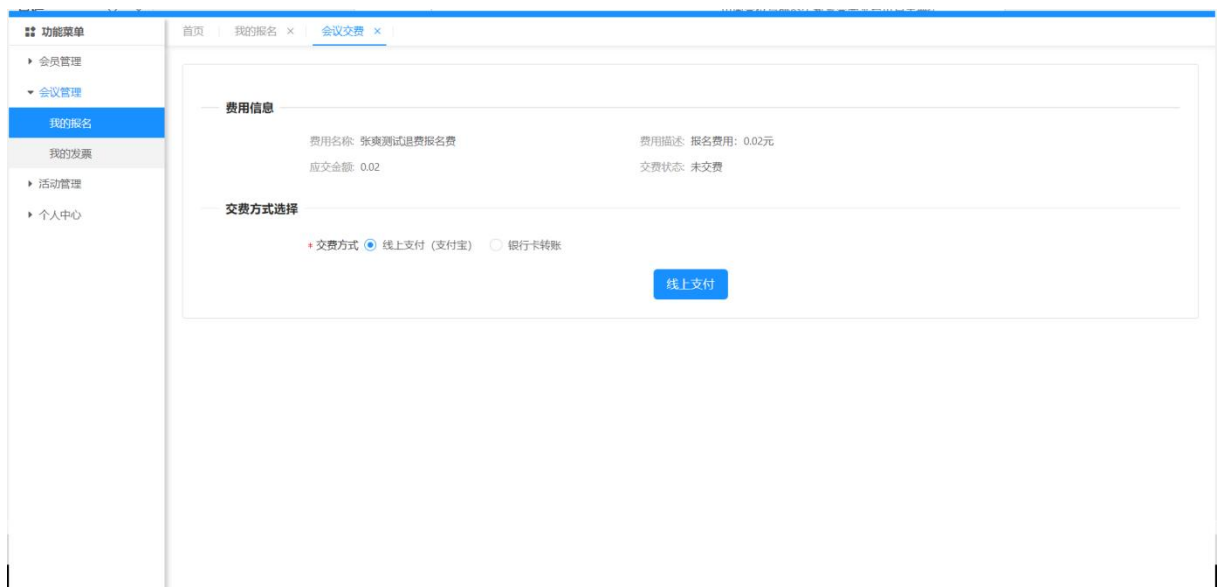 功能菜单
首页 我的报名 × 会议交费 ×
会员管理
会议管理
我的报名
我的发票
活动管理
个人中心
费用信息
费用名称: 张爽测试退费报名费 费用描述: 报名费用：0.02元
应交金额: 0.02 交费状态: 未交费
交费方式选择
* 交费方式 线上支付（支付宝） 银行卡转账
线上支付